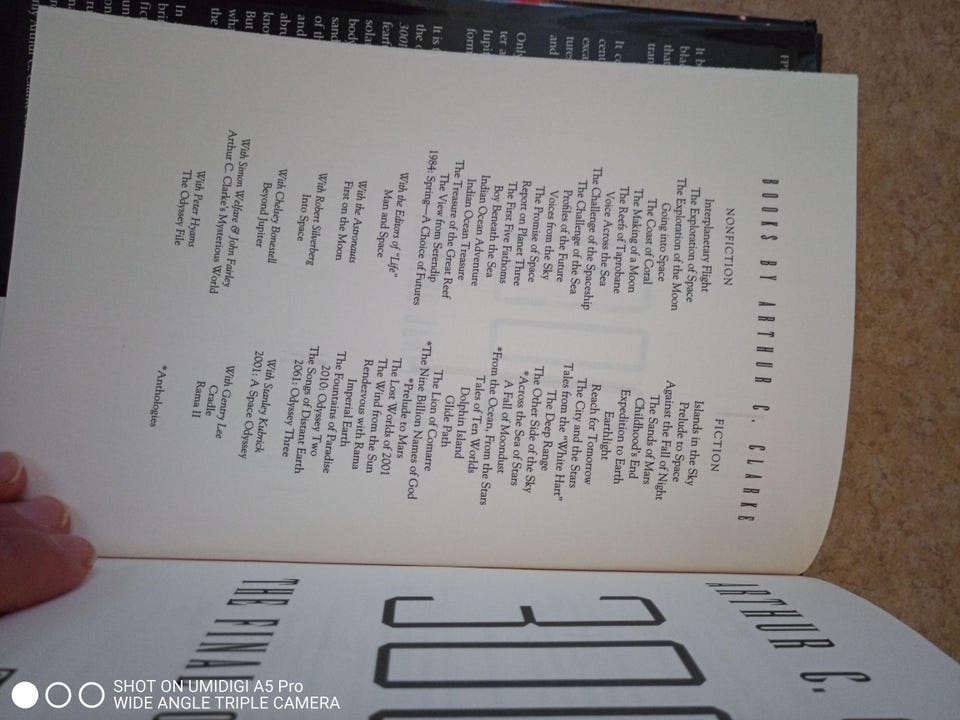 BOOKS BY ARTHUR C. CLARKE
NONFICTION
Interplanetary Flight
The Exploration of Space
The Exploration of the Moon
Going into Space
The Coast of Coral
The Making of a Moon
The Reefs of Taprobane
Voice Across the Sea
The Challenge of the Spaceship
The Challenge of the Sea
Profiles of the Future
Voices from the Sky
The Promise of Space
Report on Planet Three
The First Five Fathoms
Boy Beneath the Sea
Indian Ocean Adventure
Indian Ocean Treasure
The Treasure of the Great Reef
The View from Serendip
1984: Spring—A Choice of Futures
With the Editors of "Life"
Man and Space
With the Astronauts
First on the Moon
With Robert Silverberg
Into Space
With Chesley Bonestell
Beyond Jupiter
With Simon Welfare & John Fairley
Arthur C. Clarke's Mysterious World
With Peter Hyams
The Odyssey File
FICTION
Islands in the Sky
Prelude to Space
Against the Fall of Night
The Sands of Mars
Childhood's End
Expedition to Earth
Earthlight
Reach for Tomorrow
The City and the Stars
Tales from the "White Hart"
The Deep Range
The Other Side of the Sky
*Across the Sea of Stars
A Fall of Moondust
*From the Ocean, From the Stars
Tales of Ten Worlds
Dolphin Island
Glide Path
The Lion of Comarre
*The Nine Billion Names of God
*Prelude to Mars
The Lost Worlds of 2001
The Wind from the Sun
Rendezvous with Rama
Imperial Earth
The Fountains of Paradise
2010: Odyssey Two
The Songs of Distant Earth
2061: Odyssey Three
With Stanley Kubrick
2001: A Space Odyssey
With Gentry Lee
Cradle
Rama II
*Anthologies
ARTHUR C.
30
THE FINAL
SHOT ON UMIDIGI A5 Pro
WIDE ANGLE TRIPLE CAMERA